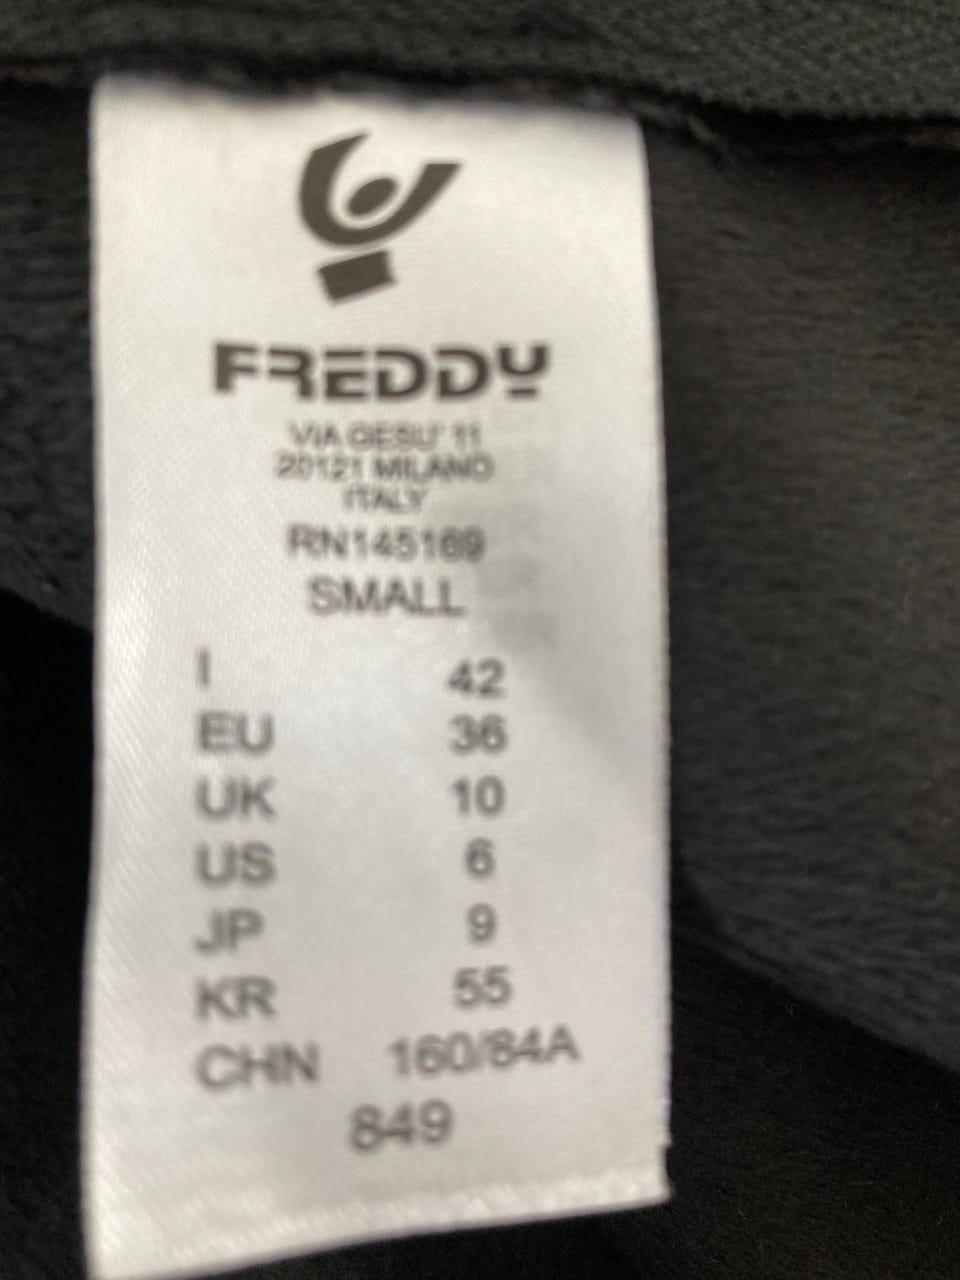 FREDDY
VIA GESU' 11
20121 MILANO
ITALY
RN145169
SMALL
I 42
EU 36
UK 10
US 6
JP 9
KR 55
CHN 160/84A
849